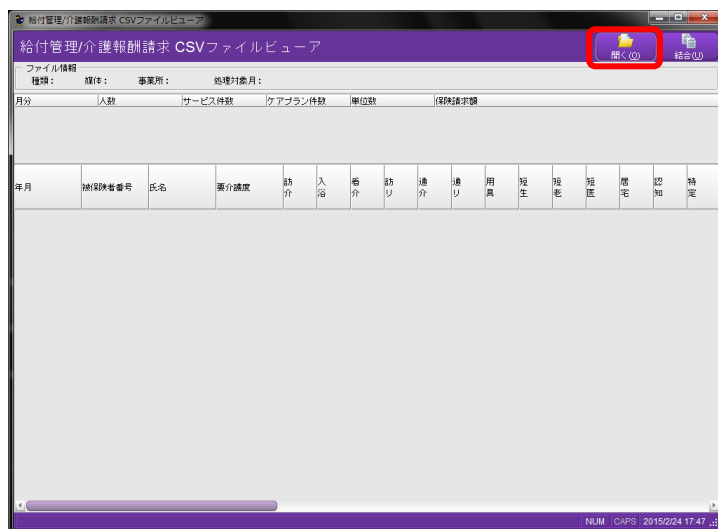 給付管理/介護報酬請求 CSVファイルビューア
給付管理/介護報酬請求 CSVファイルビューア
開く(O)
結合(U)
ファイル情報
種類： 媒体： 事業所： 処理対象月：
月分 人数 サービス件数 ケアプラン件数 単位数 保険請求額
年月 被保険者番号 氏名 要介護度 訪介 入浴 看介 訪リ 通介 通リ 用具 短生 短老 短医 居宅 認知 特定
NUM CAPS 2015/2/24 17:47